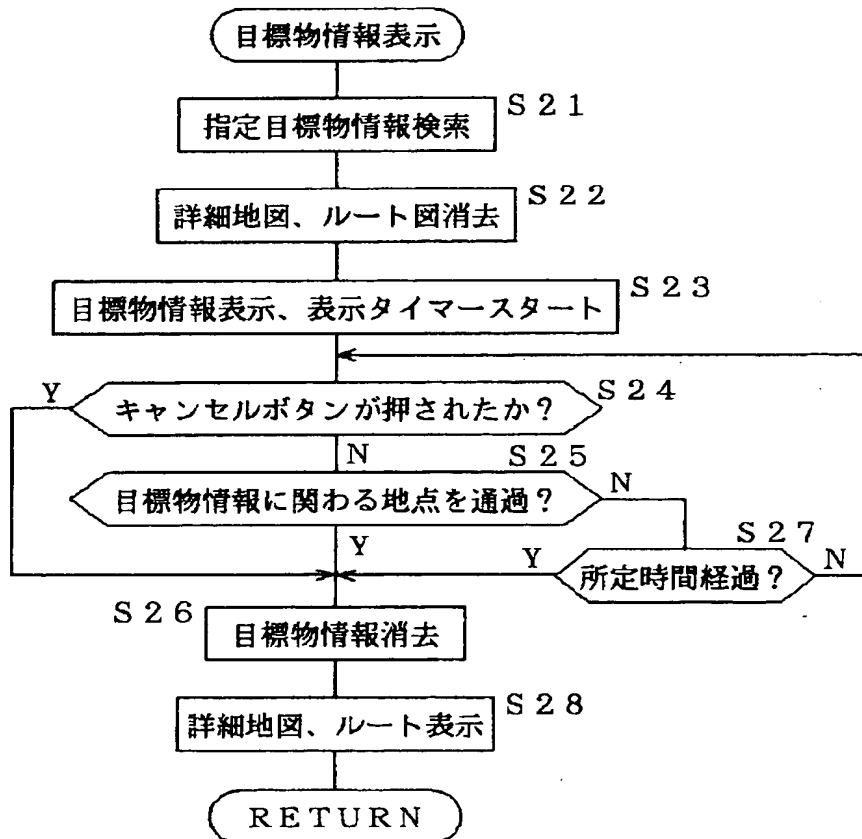 目標物情報表示
S21
指定目標物情報検索
S22
詳細地図、ルート図消去
S23
目標物情報表示、表示タイマースタート
Y
S24
キャンセルボタンが押されたか?
N
S25
目標物情報に関わる地点を通過?
N
S27
Y
Y
所定時間経過?
N
S26
目標物情報消去
S28
詳細地図、ルート表示
RETURN